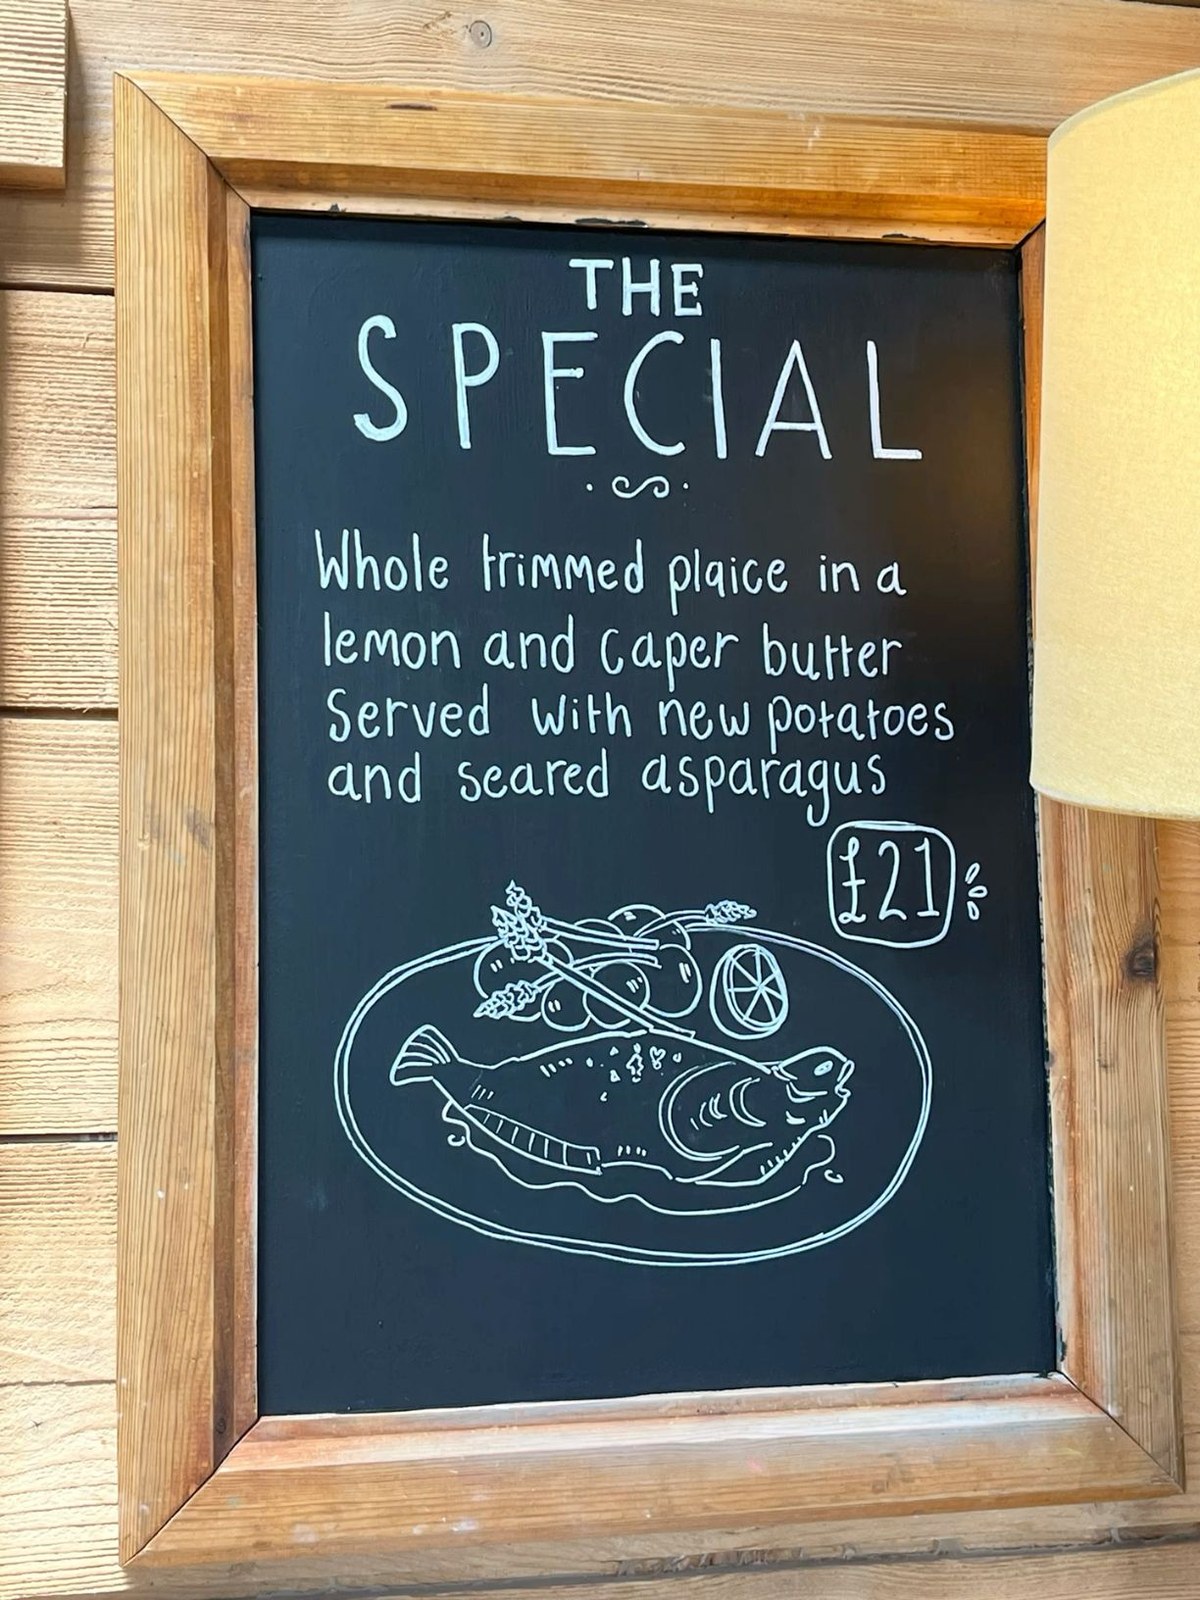 THE
SPECIAL
Whole trimmed plaice in a
lemon and caper butter
Served with new potatoes
and seared asparagus
£21